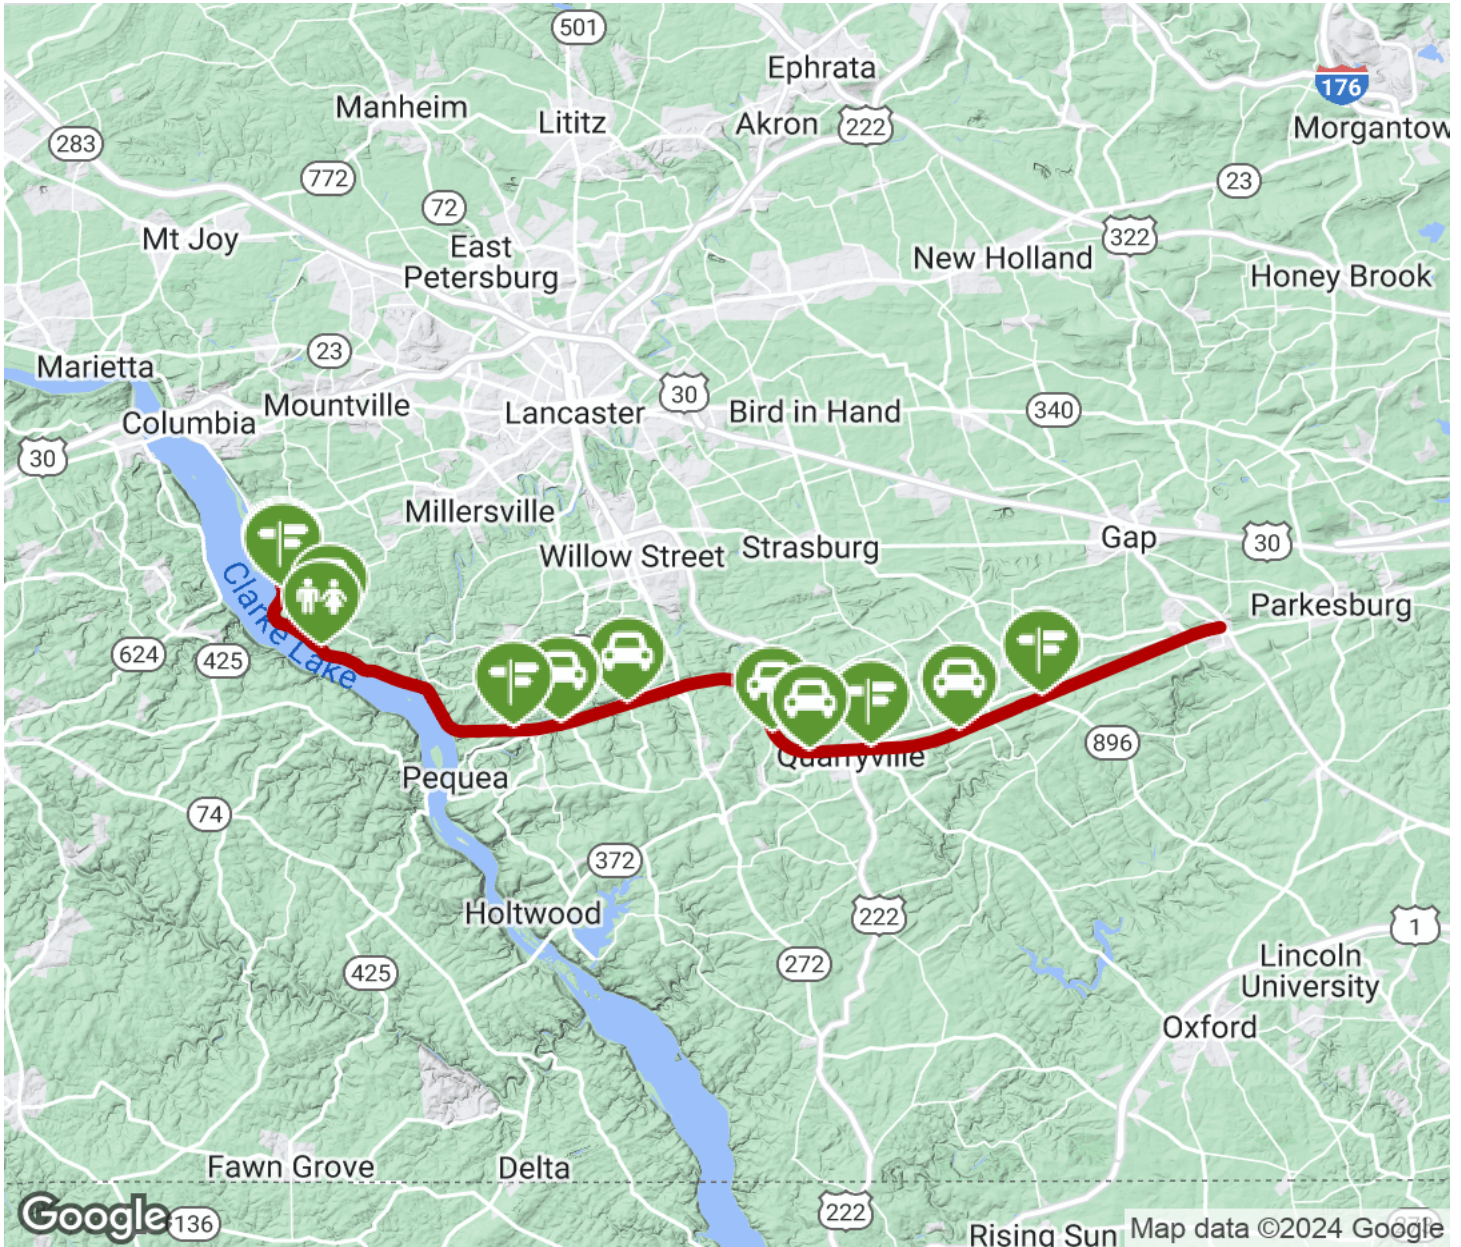 501
Ephrata
176
Manheim
Lititz
Akron
222
Morgantow
283
772
72
23
Mt Joy
East
Petersburg
New Holland
322
Honey Brook
Marietta
23
Columbia
Mountville
Lancaster
30
Bird in Hand
340
30
Millersville
Willow Street
Strasburg
Gap
30
Clarke Lake
Parkesburg
624
425
Pequea
Quarryville
896
74
372
Holtwood
222
1
425
272
Lincoln
University
Oxford
Fawn Grove
Delta
Google
136
222
Rising Sun
Map data ©2024 Google